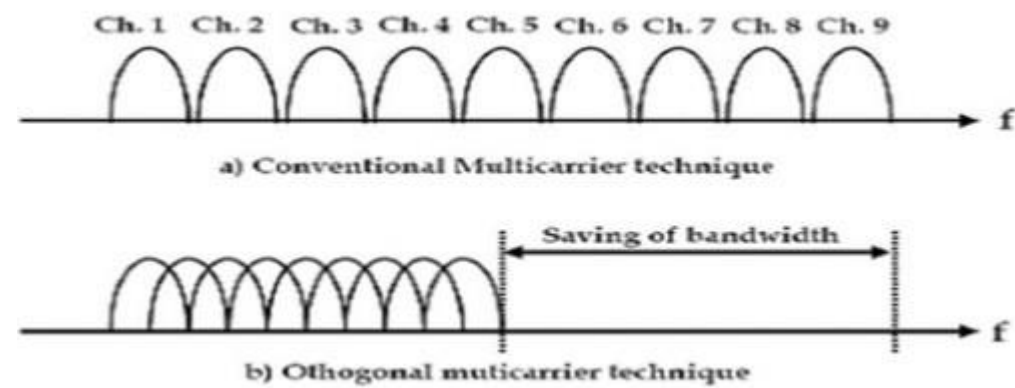 Ch. 1 Ch. 2 Ch. 3 Ch. 4 Ch. 5 Ch. 6 Ch. 7 Ch. 8 Ch. 9
f
a) Conventional Multicarrier technique
Saving of bandwidth
f
b) Othogonal muticarrier technique